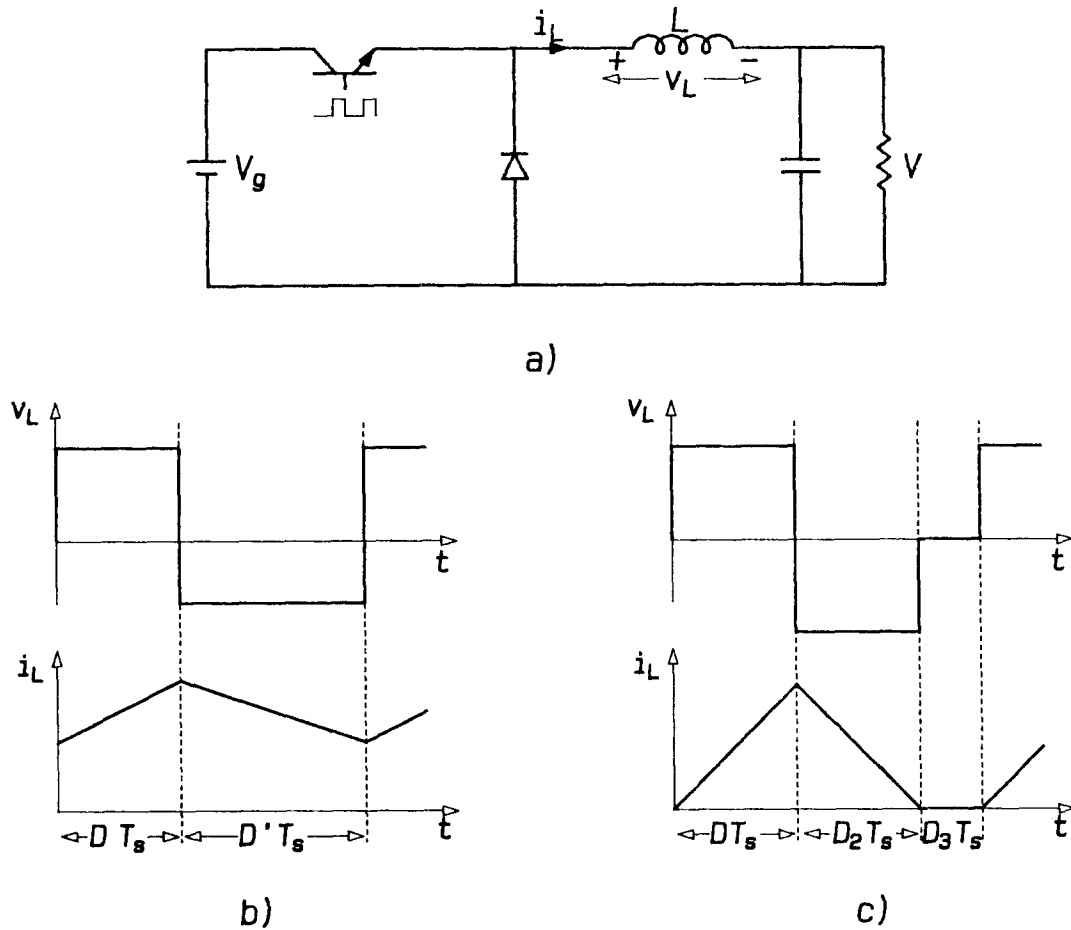 i_L
L
+ -
v_L
V_g
V
a)
v_L
t
i_L
t
D T_s D' T_s
b)
v_L
t
i_L
t
DT_s D_2 T_s D_3 T_s
c)